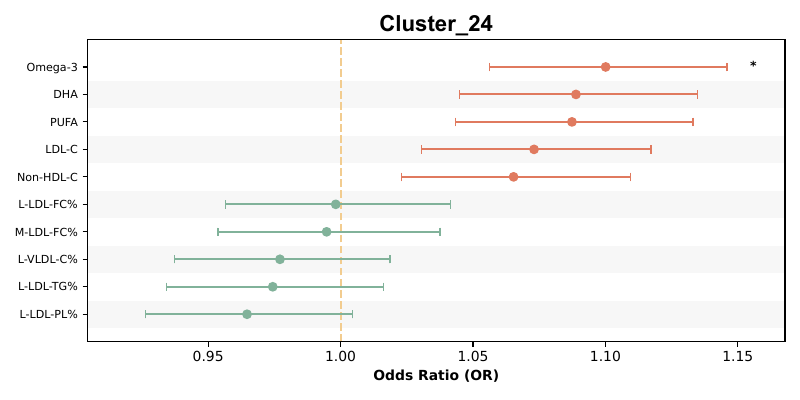 Cluster_24
Omega-3
*
DHA
PUFA
LDL-C
Non-HDL-C
L-LDL-FC%
M-LDL-FC%
L-VLDL-C%
L-LDL-TG%
L-LDL-PL%
0.95 1.00 1.05 1.10 1.15
Odds Ratio (OR)